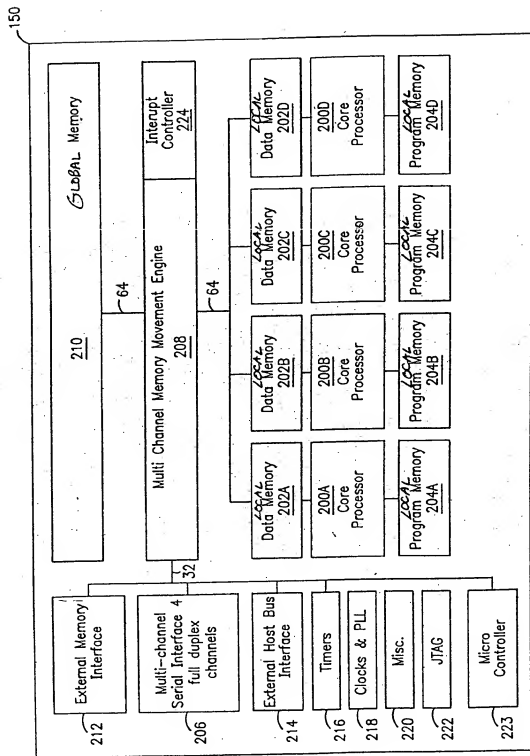 150
GLOBAL Memory
210
64
Multi Channel Memory Movement Engine
208
Interupt
Controller
224
64
32
LOCAL
Data Memory
202A
LOCAL
Data Memory
202B
LOCAL
Data Memory
202C
LOCAL
Data Memory
202D
200A
Core
Processor
200B
Core
Processor
200C
Core
Processor
200D
Core
Processor
LOCAL
Program Memory
204A
LOCAL
Program Memory
204B
LOCAL
Program Memory
204C
LOCAL
Program Memory
204D
External Memory
Interface
212
Multi-channel
Serial Interface 4
full duplex
channels
206
External Host Bus
Interface
214
Timers
216
Clocks & PLL
218
Misc.
220
JTAG
222
Micro
Controller
223